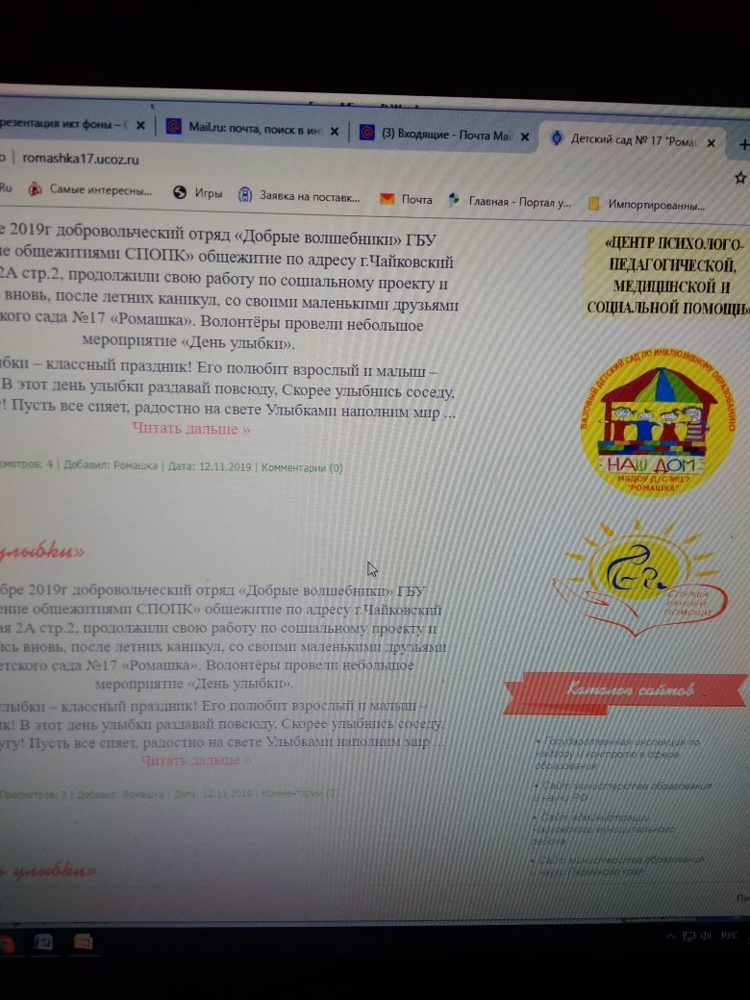 резентация икт фоны – С
Mail.ru: почта, поиск в ин
(3) Входящие - Почта Mai
Детский сад № 17 "Рома
romashka17.ucoz.ru
Ru
Самые интересны...
Игры
Заявка на поставк...
Почта
Главная - Портал у...
Импортированны...
е 2019г добровольческий отряд «Добрые волшебники» ГБУ
ие общежитиями СПОПК» общежитие по адресу г.Чайковский
2А стр.2, продолжили свою работу по социальному проекту и
вновь, после летних каникул, со своими маленькими друзьями
кого сада №17 «Ромашка». Волонтёры провели небольшое
мероприятие «День улыбки».
ыбки – классный праздник! Его полюбит взрослый и малыш –
В этот день улыбки раздавай повсюду, Скорее улыбнись соседу,
! Пусть все сияет, радостно на свете Улыбками наполним мир ...
Читать дальше »
смотров: 4 | Добавил: Ромашка | Дата: 12.11.2019 | Комментарии (0)
улыбки»
бре 2019г добровольческий отряд «Добрые волшебники» ГБУ
ение общежитиями СПОПК» общежитие по адресу г.Чайковский
ая 2А стр.2, продолжили свою работу по социальному проекту и
ись вновь, после летних каникул, со своими маленькими друзьями
етского сада №17 «Ромашка». Волонтёры провели небольшое
мероприятие «День улыбки».
улыбки – классный праздник! Его полюбит взрослый и малыш –
ик! В этот день улыбки раздавай повсюду, Скорее улыбнись соседу,
угу! Пусть все сияет, радостно на свете Улыбками наполним мир ...
Читать дальше »
Просмотров: 3 | Добавил: Ромашка | Дата: 12.11.2019 | Комментарии (0)
ь улыбки»
«ЦЕНТР ПСИХОЛОГО-
ПЕДАГОГИЧЕСКОЙ,
МЕДИЦИНСКОЙ И
СОЦИАЛЬНОЙ ПОМОЩИ»
БАЗОВЫЙ ДЕТСКИЙ САД ПО ИНКЛЮЗИВНОМУ ОБРАЗОВАНИЮ
НАШ ДОМ
МБДОУ Д/С №17
"РОМАШКА"
СЛУЖБА
РАННЕЙ
ПОМОЩИ
Каталог сайтов
• Государственная инспекция по
надзору и контролю в сфере
образования
• Сайт министерства образования
и науки РФ
• Сайт администрации
чайковского муниципального
района
• Сайт министерства образования
и науки Пермского края
По
РУС